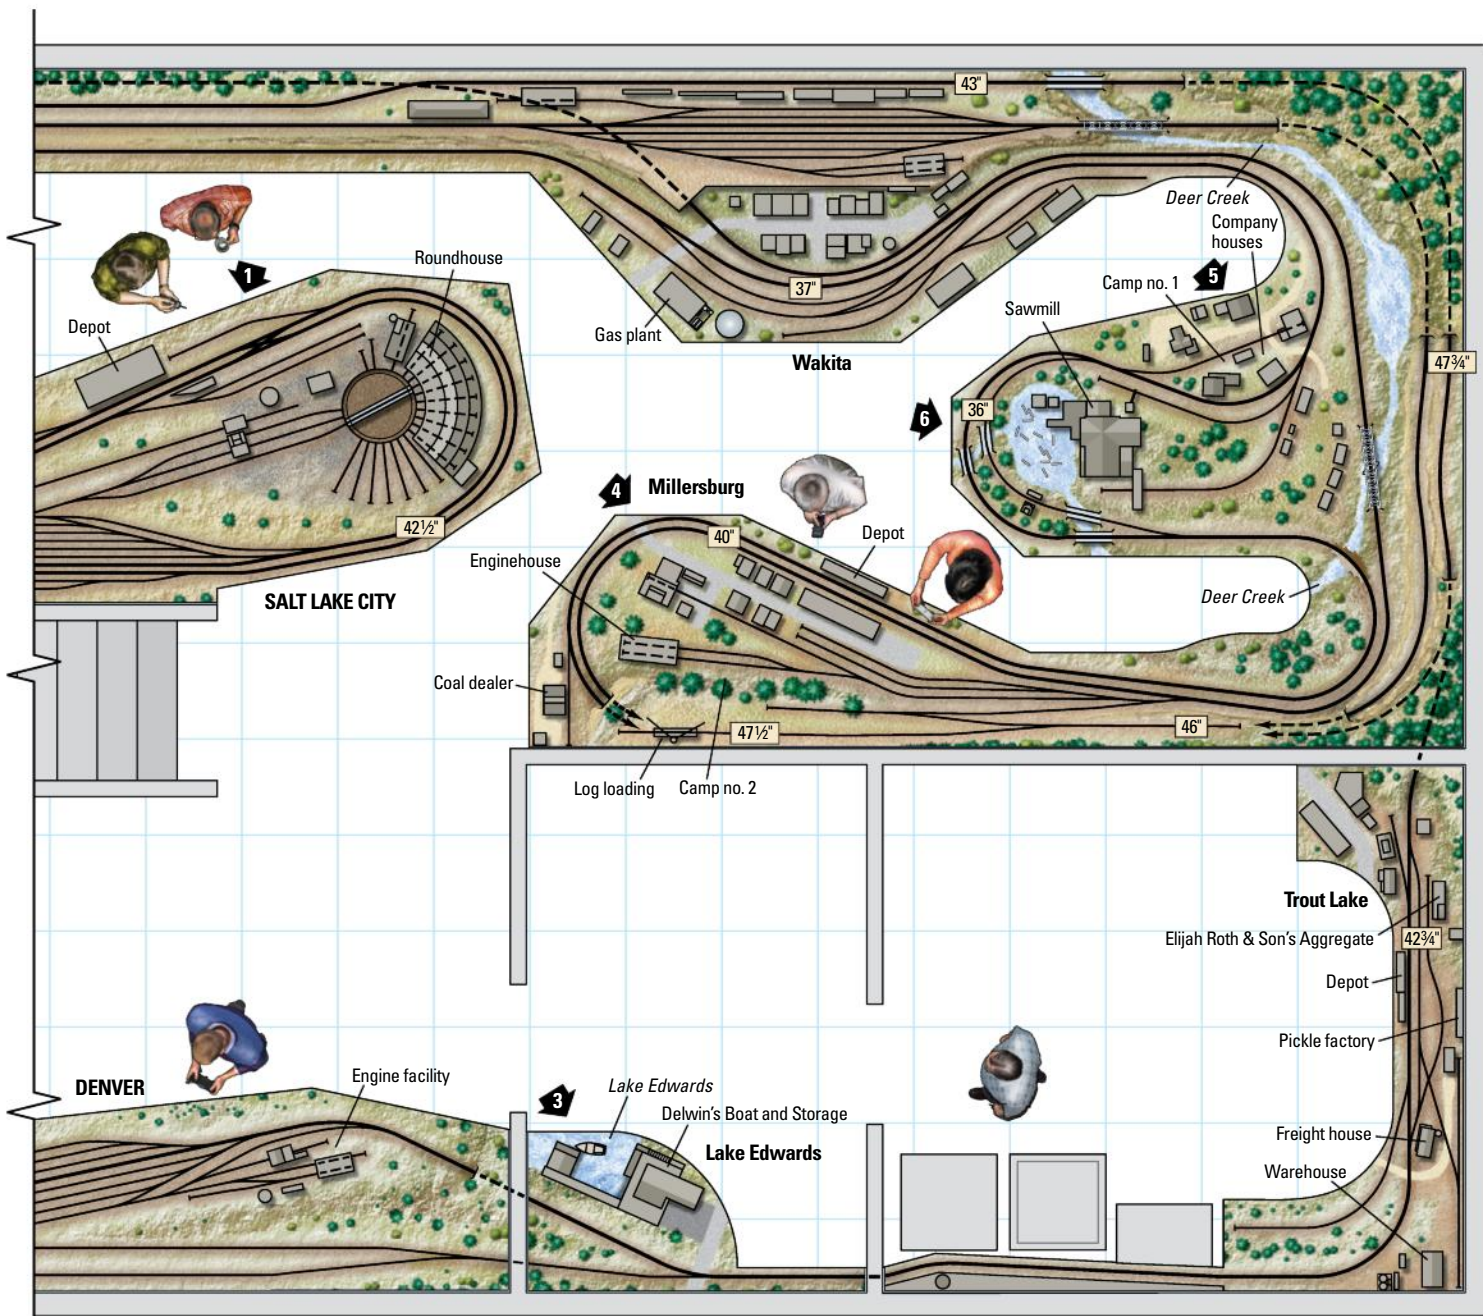 43"
Deer Creek
Company
houses
1
Roundhouse
5
Camp no. 1
37"
Sawmill
Depot
Gas plant
Wakita
47¾"
36"
6
4
Millersburg
42½"
40"
Depot
Enginehouse
SALT LAKE CITY
Deer Creek
Coal dealer
47½"
46"
Log loading
Camp no. 2
Trout Lake
Elijah Roth & Son's Aggregate
42¾"
Depot
Pickle factory
DENVER
Engine facility
3
Lake Edwards
Delwin's Boat and Storage
Lake Edwards
Freight house
Warehouse